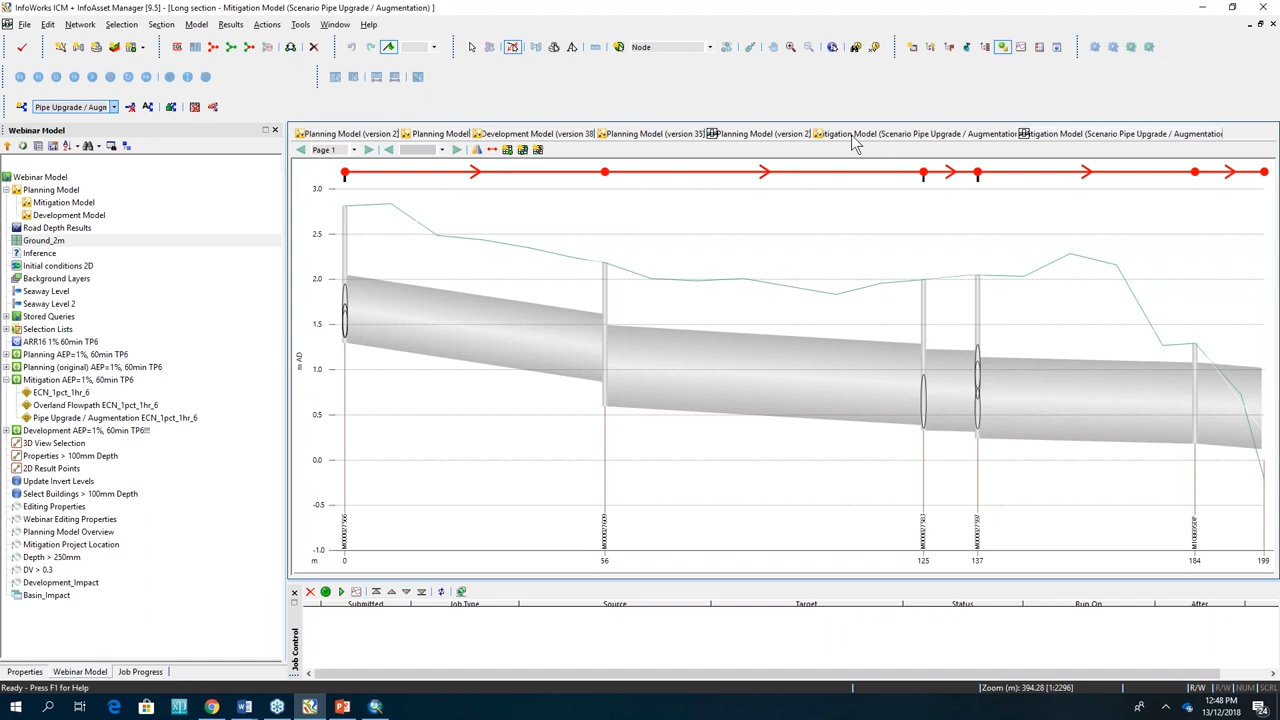 InfoWorks ICM + InfoAsset Manager [9.5] - [Long section - Mitigation Model (Scenario Pipe Upgrade / Augmentation) ]
File Edit Network Selection Section Model Results Actions Tools Window Help
Node
Pipe Upgrade / Augm
Webinar Model
Planning Model (version 2) Planning Model Development Model (version 38) Planning Model (version 35) Planning Model (version 2) Mitigation Model (Scenario Pipe Upgrade / Augmentation) Mitigation Model (Scenario Pipe Upgrade / Augmentation)
Page 1
Webinar Model
Planning Model
Mitigation Model
Development Model
Road Depth Results
Ground_2m
Inference
Initial conditions 2D
Background Layers
Seaway Level
Seaway Level 2
Stored Queries
Selection Lists
ARR16 1% 60min TP6
Planning AEP=1%, 60min TP6
Planning (original) AEP=1%, 60min TP6
Mitigation AEP=1%, 60min TP6
ECN_1pct_1hr_6
Overland Flowpath ECN_1pct_1hr_6
Pipe Upgrade / Augmentation ECN_1pct_1hr_6
Development AEP=1%, 60min TP6!!!
3D View Selection
Properties > 100mm Depth
2D Result Points
Update Invert Levels
Select Buildings > 100mm Depth
Editing Properties
Webinar Editing Properties
Planning Model Overview
Mitigation Project Location
Depth > 250mm
DV > 0.3
Development_Impact
Basin_Impact
3.0
2.5
2.0
1.5
1.0
0.5
0.0
-0.5
-1.0
m AD
m 0 56 125 137 184 199
Job Control
Submitted Job Type Source Target Status Run On After
Properties Webinar Model Job Progress
Ready - Press F1 for Help
Zoom (m): 394.28 [1:2296]
R/W R/W NUM SCRL
12:48 PM
13/12/2018
24